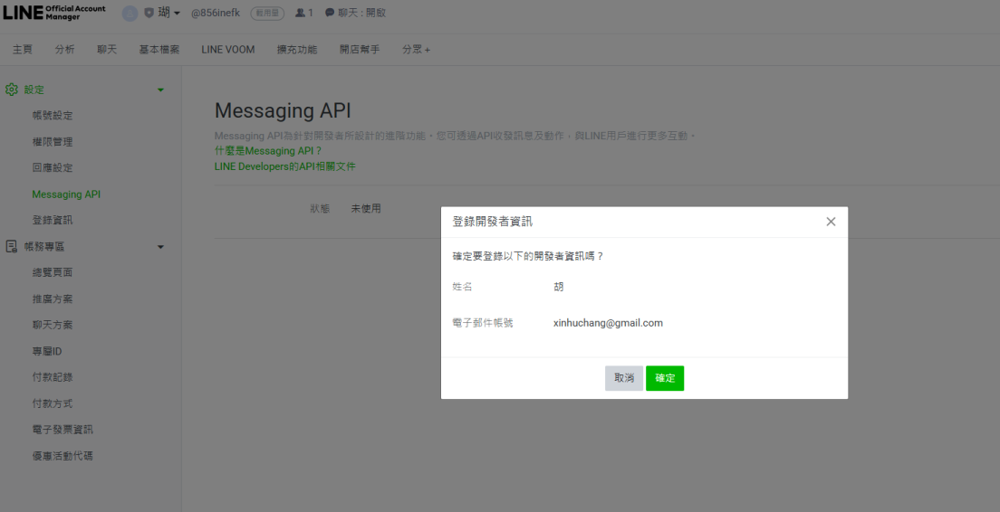 LINE Official Account Manager
瑚 @856inefk 輕用量 1 聊天 : 開啟
主頁 分析 聊天 基本檔案 LINE VOOM 擴充功能 開店幫手 分眾 +
設定
帳號設定
權限管理
回應設定
Messaging API
登錄資訊
帳務專區
總覽頁面
推廣方案
聊天方案
專屬ID
付款記錄
付款方式
電子發票資訊
優惠活動代碼
Messaging API
Messaging API為針對開發者所設計的進階功能。您可透過API收發訊息及動作，與LINE用戶進行更多互動。
什麼是Messaging API？
LINE Developers的API相關文件
狀態 未使用
登錄開發者資訊
確定要登錄以下的開發者資訊嗎？
姓名 胡
電子郵件帳號 xinhuchang@gmail.com
取消 確定